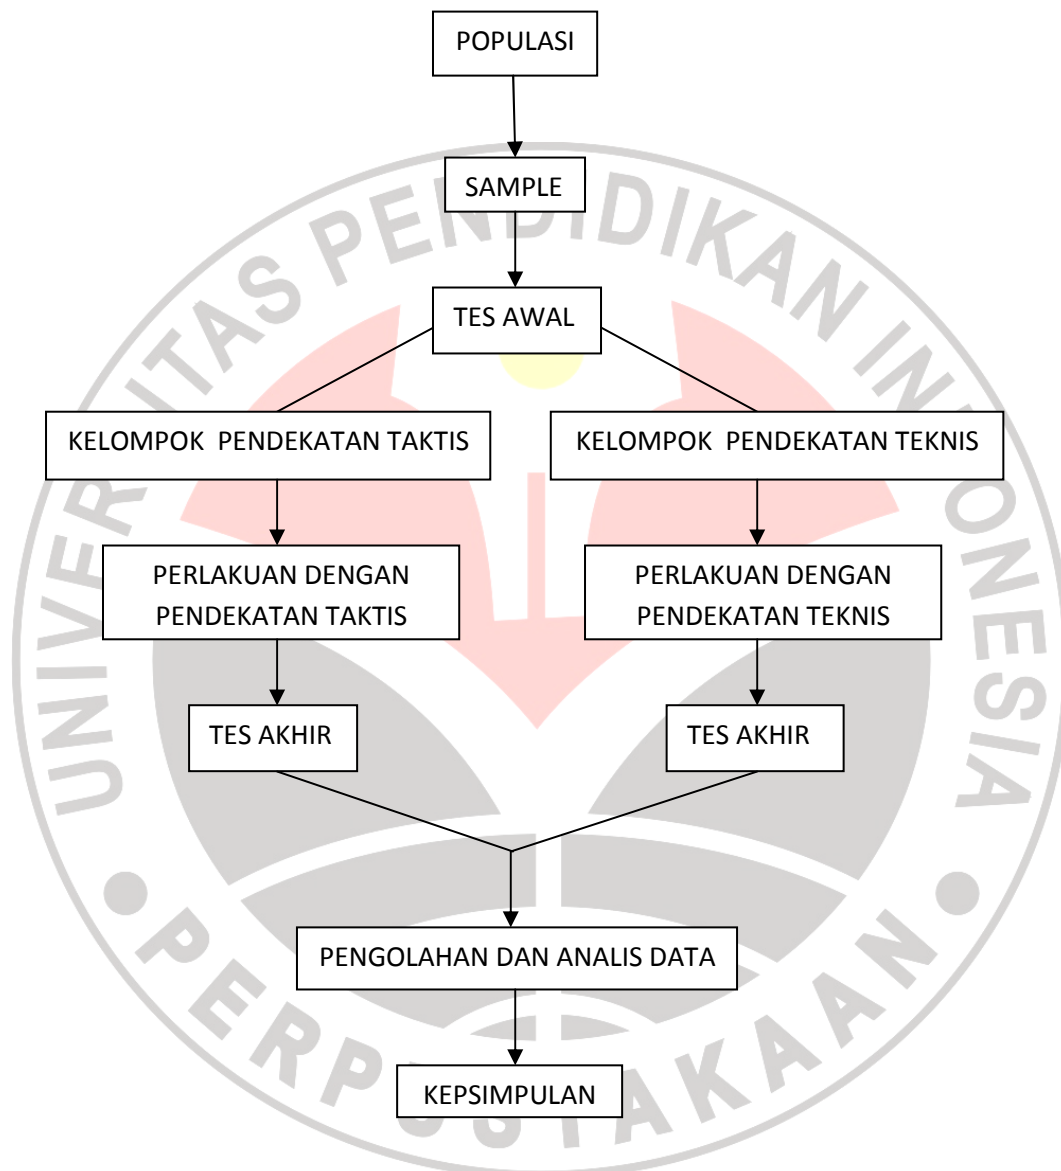 POPULASI
SAMPLE
TES AWAL
KELOMPOK PENDEKATAN TAKTIS
KELOMPOK PENDEKATAN TEKNIS
PERLAKUAN DENGAN
PENDEKATAN TAKTIS
PERLAKUAN DENGAN
PENDEKATAN TEKNIS
TES AKHIR
TES AKHIR
PENGOLAHAN DAN ANALIS DATA
KEPSIMPULAN
UNIVERSITAS PENDIDIKAN INDONESIA
PERPUSTAKAAN